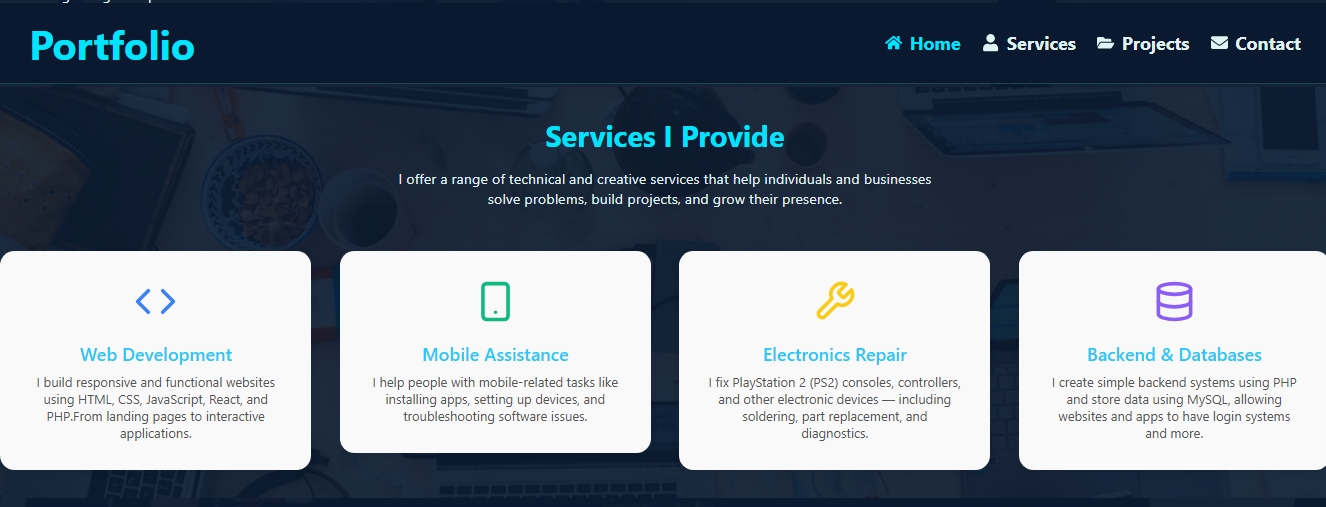 Portfolio
Home Services Projects Contact
Services I Provide
I offer a range of technical and creative services that help individuals and businesses
solve problems, build projects, and grow their presence.
Web Development
I build responsive and functional websites
using HTML, CSS, JavaScript, React, and
PHP.From landing pages to interactive
applications.
Mobile Assistance
I help people with mobile-related tasks like
installing apps, setting up devices, and
troubleshooting software issues.
Electronics Repair
I fix PlayStation 2 (PS2) consoles, controllers,
and other electronic devices — including
soldering, part replacement, and
diagnostics.
Backend & Databases
I create simple backend systems using PHP
and store data using MySQL, allowing
websites and apps to have login systems
and more.